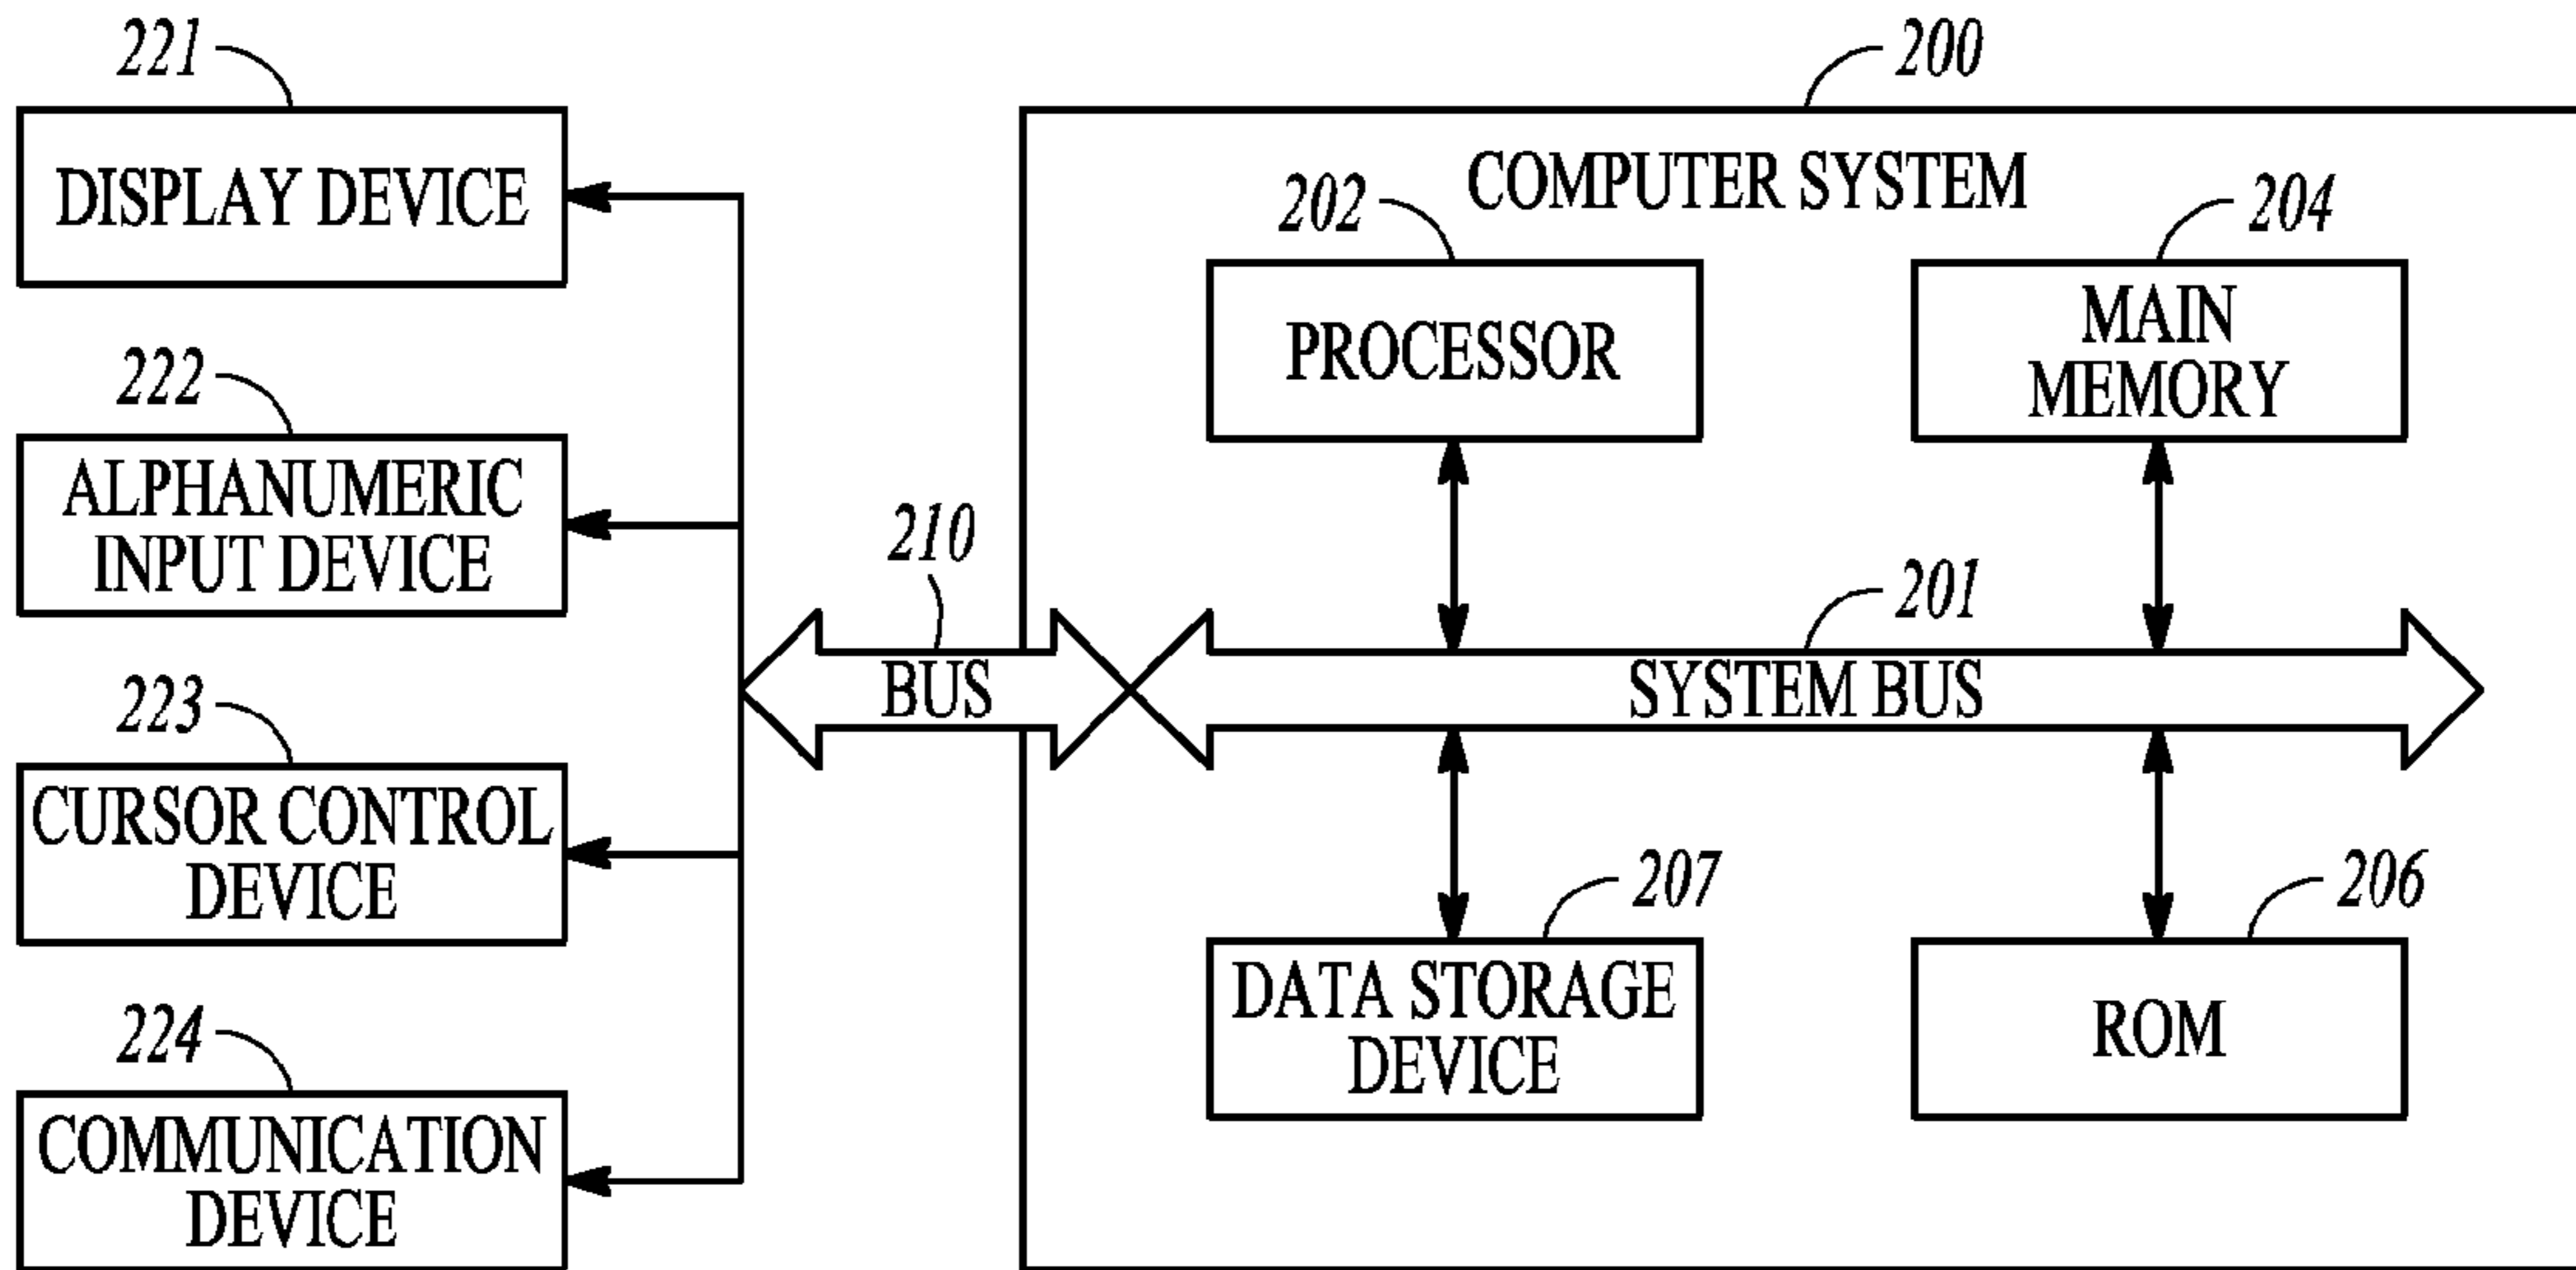 221
DISPLAY DEVICE
222
ALPHANUMERIC
INPUT DEVICE
223
CURSOR CONTROL
DEVICE
224
COMMUNICATION
DEVICE
210
BUS
200
COMPUTER SYSTEM
202
PROCESSOR
204
MAIN
MEMORY
201
SYSTEM BUS
207
DATA STORAGE
DEVICE
206
ROM